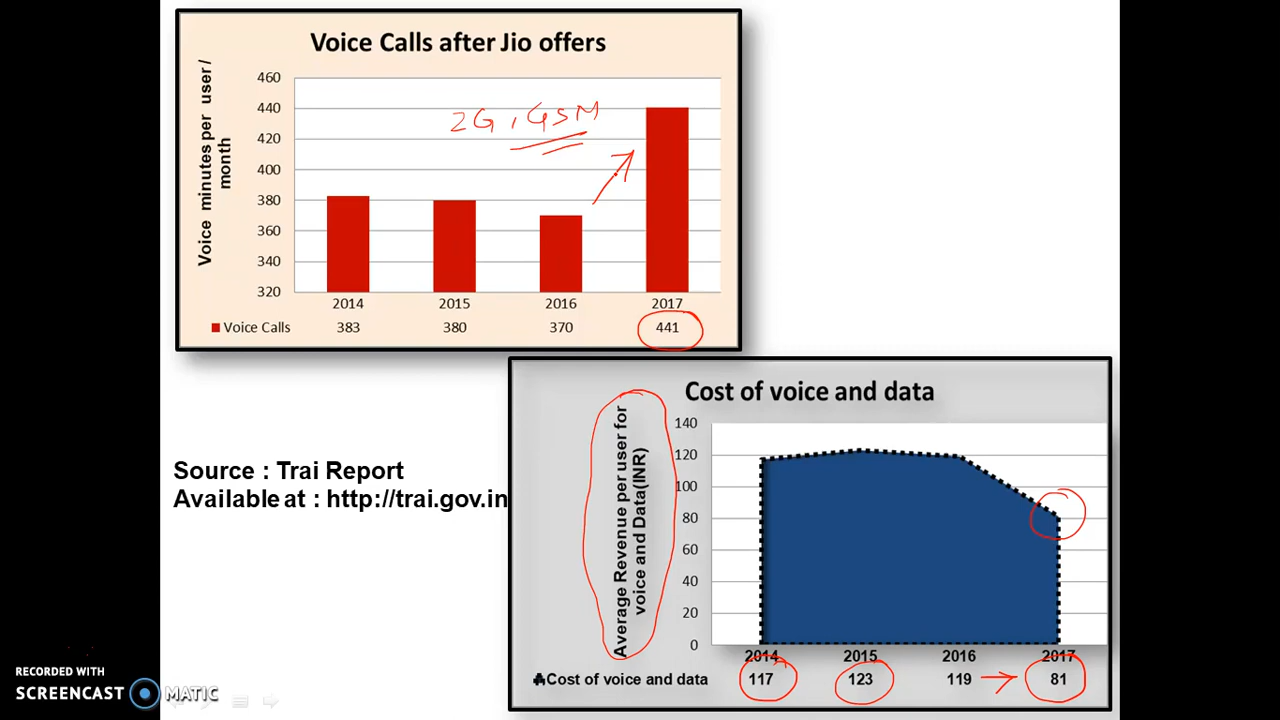 Voice Calls after Jio offers
Voice minutes per user /
month
460
440
420
400
380
360
340
320
2G, GSM
2014 2015 2016 2017
Voice Calls 383 380 370 441
Source : Trai Report
Available at : http://trai.gov.in
Cost of voice and data
Average Revenue per user for
voice and Data(INR)
140
120
100
80
60
40
20
0
2014 2015 2016 2017
Cost of voice and data 117 123 119 81
RECORDED WITH
SCREENCAST MATIC